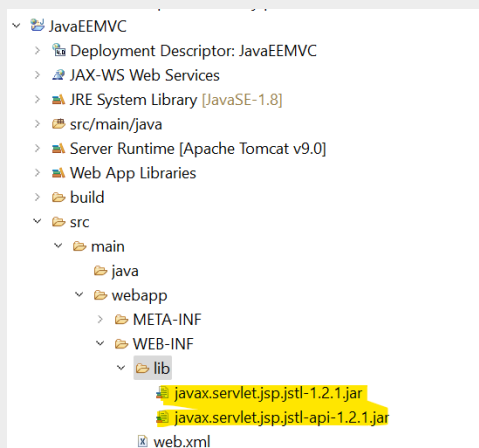 JavaEEMVC
Deployment Descriptor: JavaEEMVC
JAX-WS Web Services
JRE System Library [JavaSE-1.8]
src/main/java
Server Runtime [Apache Tomcat v9.0]
Web App Libraries
build
src
main
java
webapp
META-INF
WEB-INF
lib
javax.servlet.jsp.jstl-1.2.1.jar
javax.servlet.jsp.jstl-api-1.2.1.jar
web.xml